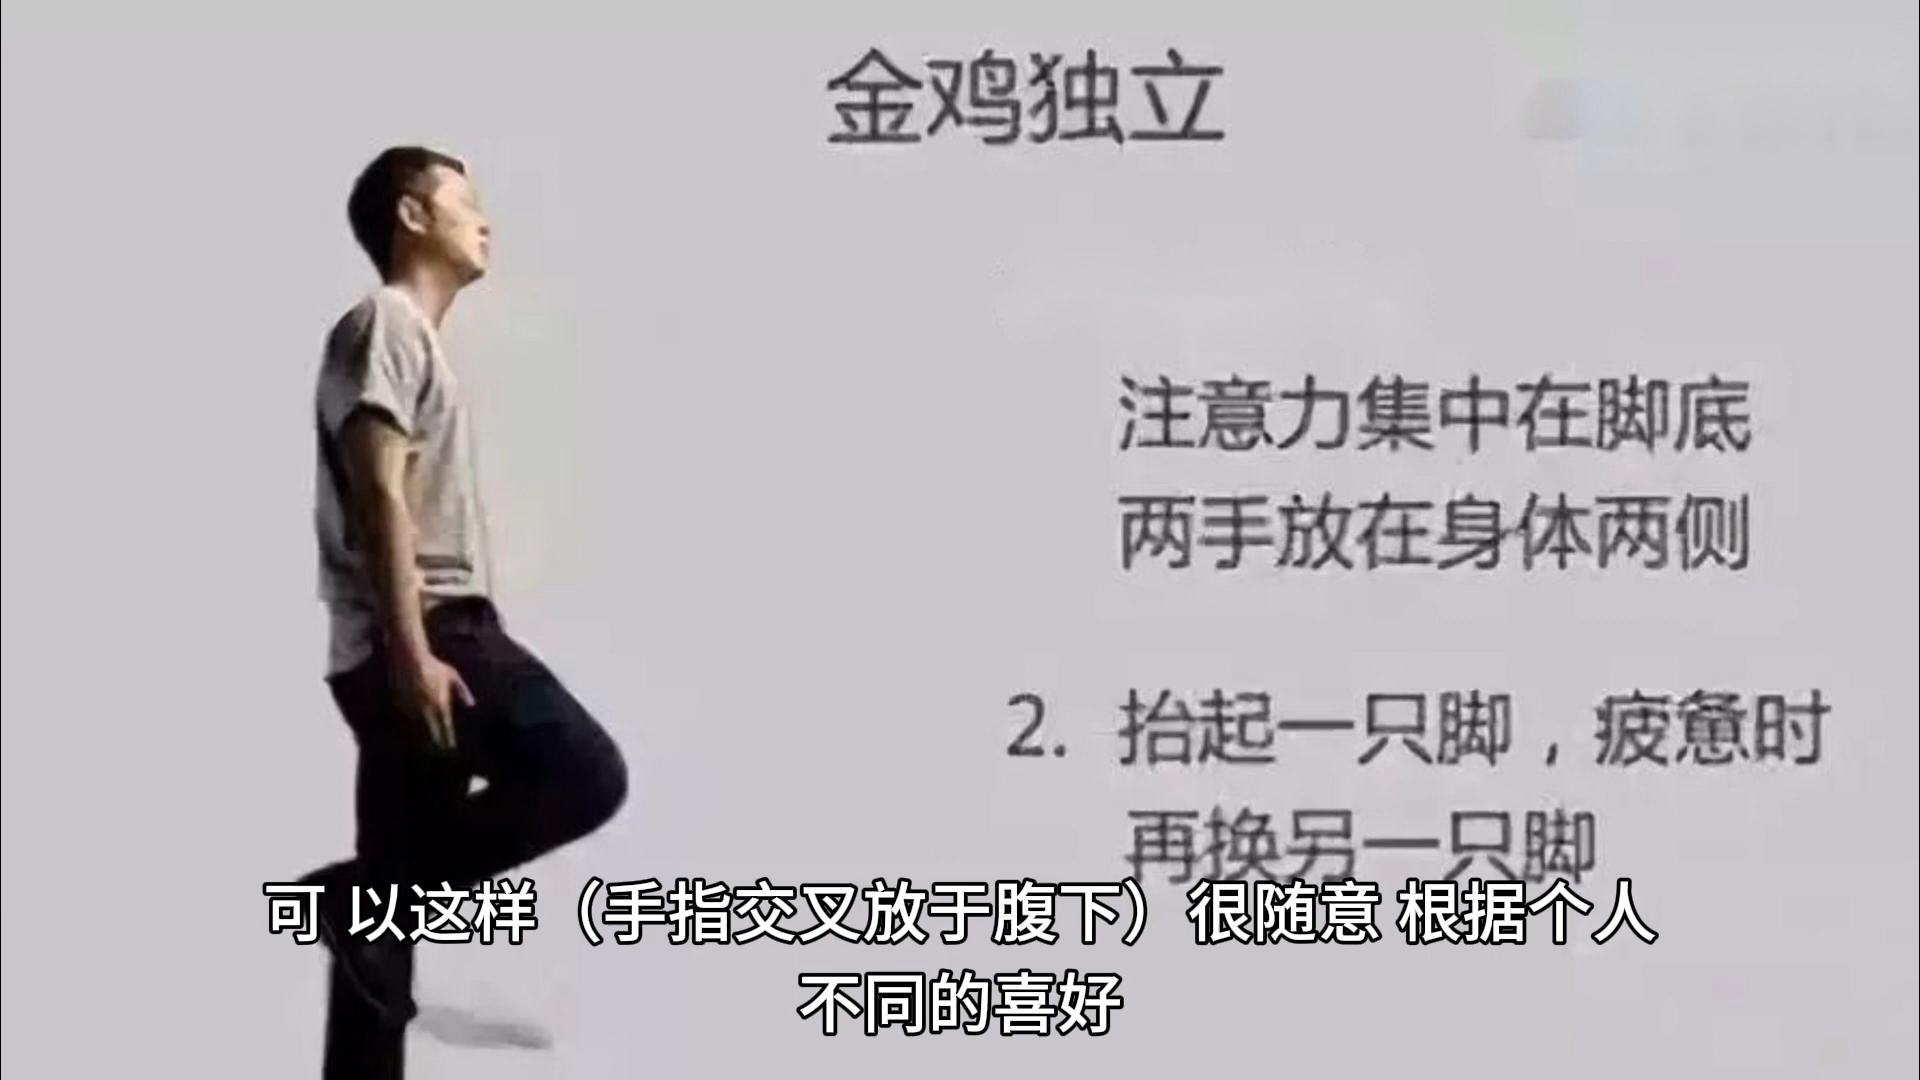 金鸡独立
注意力集中在脚底
两手放在身体两侧
2. 抬起一只脚，疲惫时
再换另一只脚
可 以这样（手指交叉放于腹下）很随意 根据个人
不同的喜好